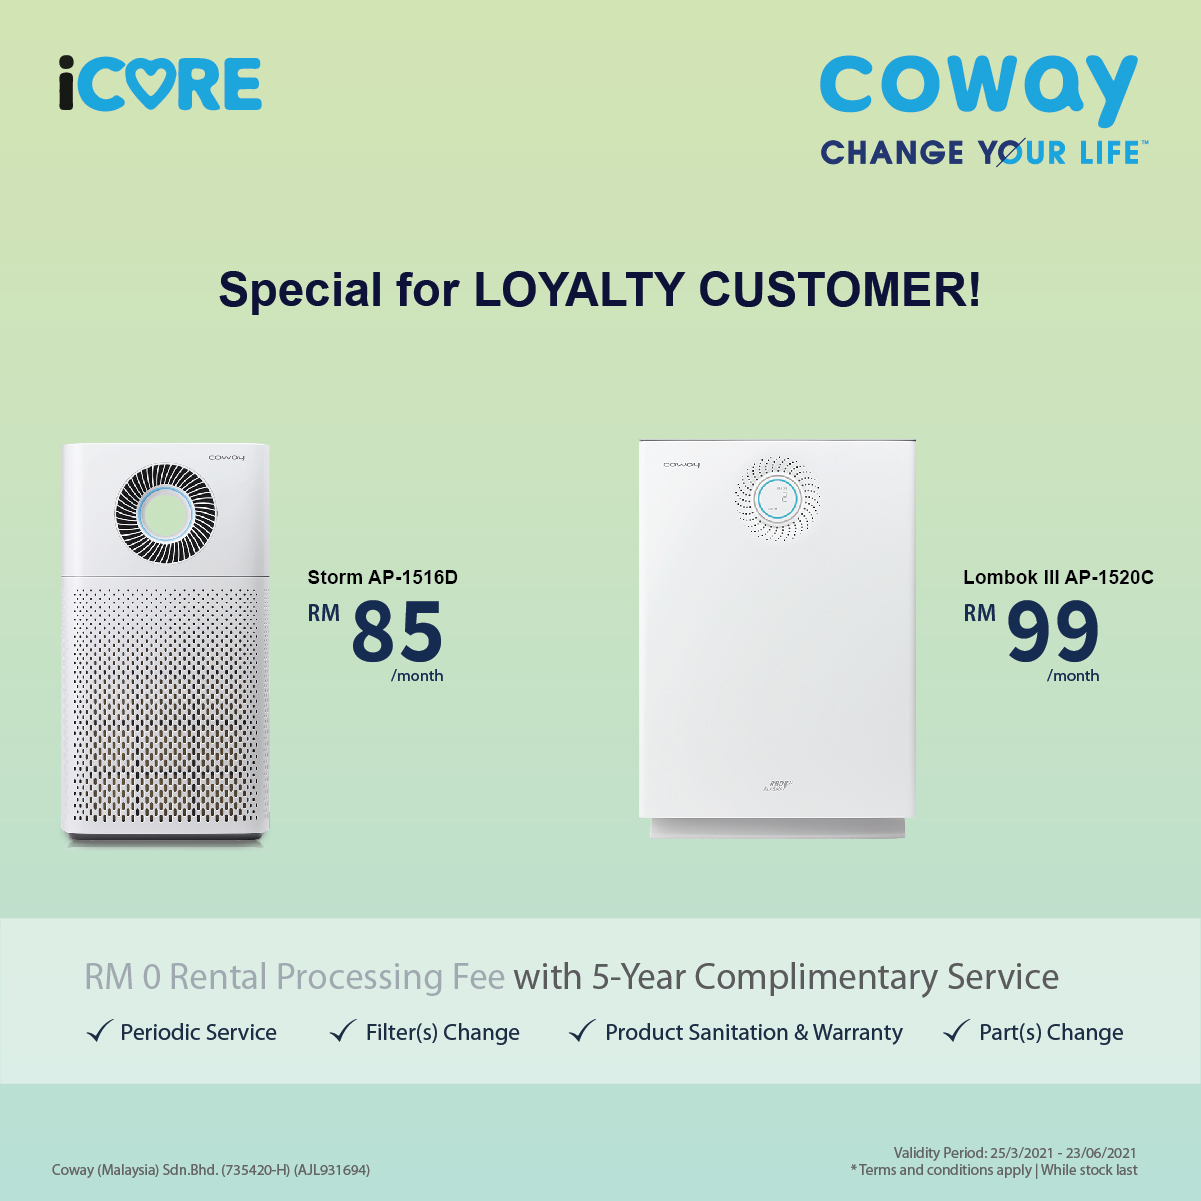 iCORE
coway
CHANGE YOUR LIFE™
Special for LOYALTY CUSTOMER!
coway
Storm AP-1516D
RM 85
/month
coway
Lombok III AP-1520C
RM 99
/month
RM 0 Rental Processing Fee with 5-Year Complimentary Service
Periodic Service
Filter(s) Change
Product Sanitation & Warranty
Part(s) Change
Validity Period: 25/3/2021 - 23/06/2021
Coway (Malaysia) Sdn.Bhd. (735420-H) (AJL931694)
*Terms and conditions apply | While stock last